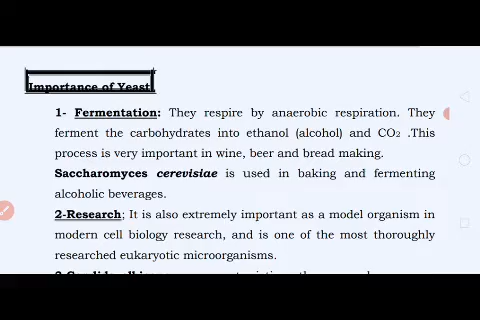 Importance of Yeast
1- Fermentation: They respire by anaerobic respiration. They
ferment the carbohydrates into ethanol (alcohol) and CO2 .This
process is very important in wine, beer and bread making.
Saccharomyces cerevisiae is used in baking and fermenting
alcoholic beverages.
2-Research; It is also extremely important as a model organism in
modern cell biology research, and is one of the most thoroughly
researched eukaryotic microorganisms.